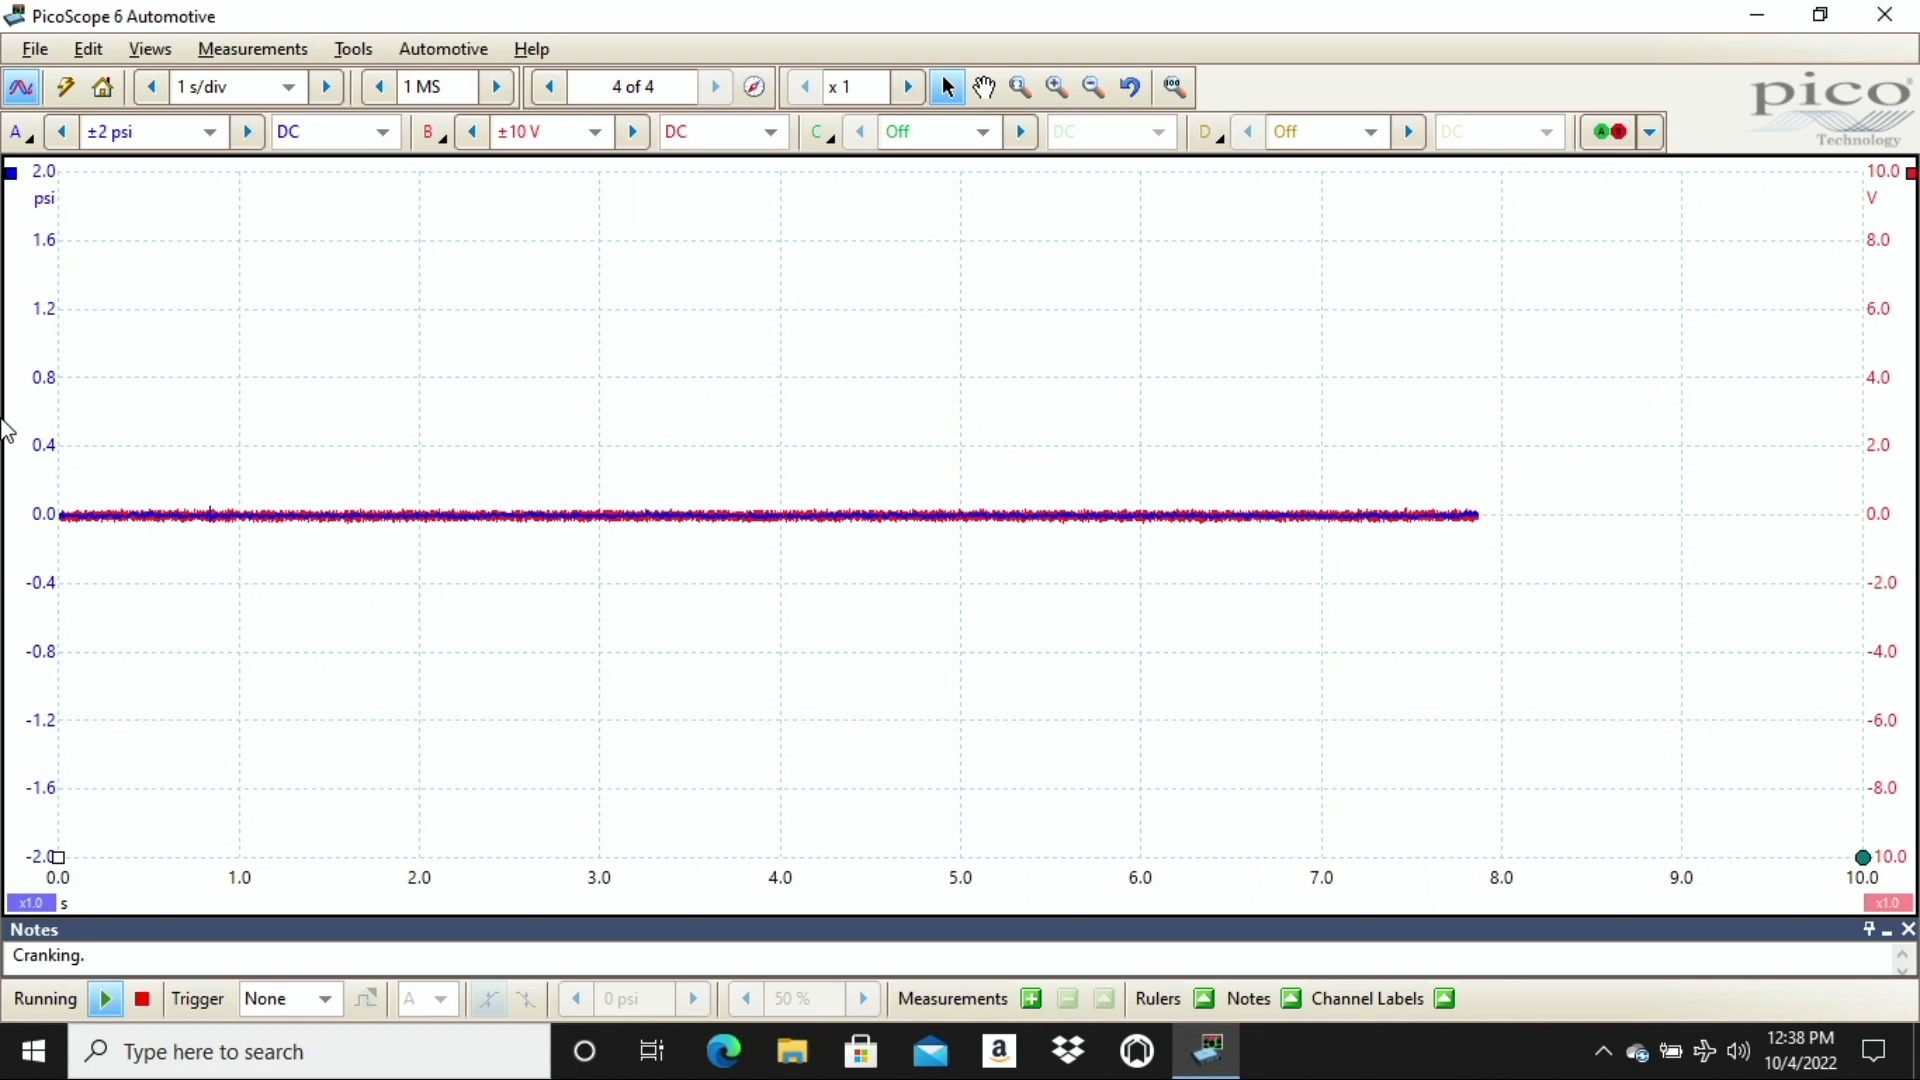 PicoScope 6 Automotive
File Edit Views Measurements Tools Automotive Help
1 s/div 1 MS 4 of 4 x 1
A ±2 psi DC B ±10 V DC C Off DC D Off DC
pico
Technology
2.0 10.0
psi V
1.6 8.0
1.2 6.0
0.8 4.0
0.4 2.0
0.0 0.0
-0.4 -2.0
-0.8 -4.0
-1.2 -6.0
-1.6 -8.0
-2.0 10.0
0.0 1.0 2.0 3.0 4.0 5.0 6.0 7.0 8.0 9.0 10.0
x1.0 s x1.0
Notes
Cranking.
Running Trigger None A 0 psi 50 % Measurements Rulers Notes Channel Labels
Type here to search
12:38 PM
10/4/2022